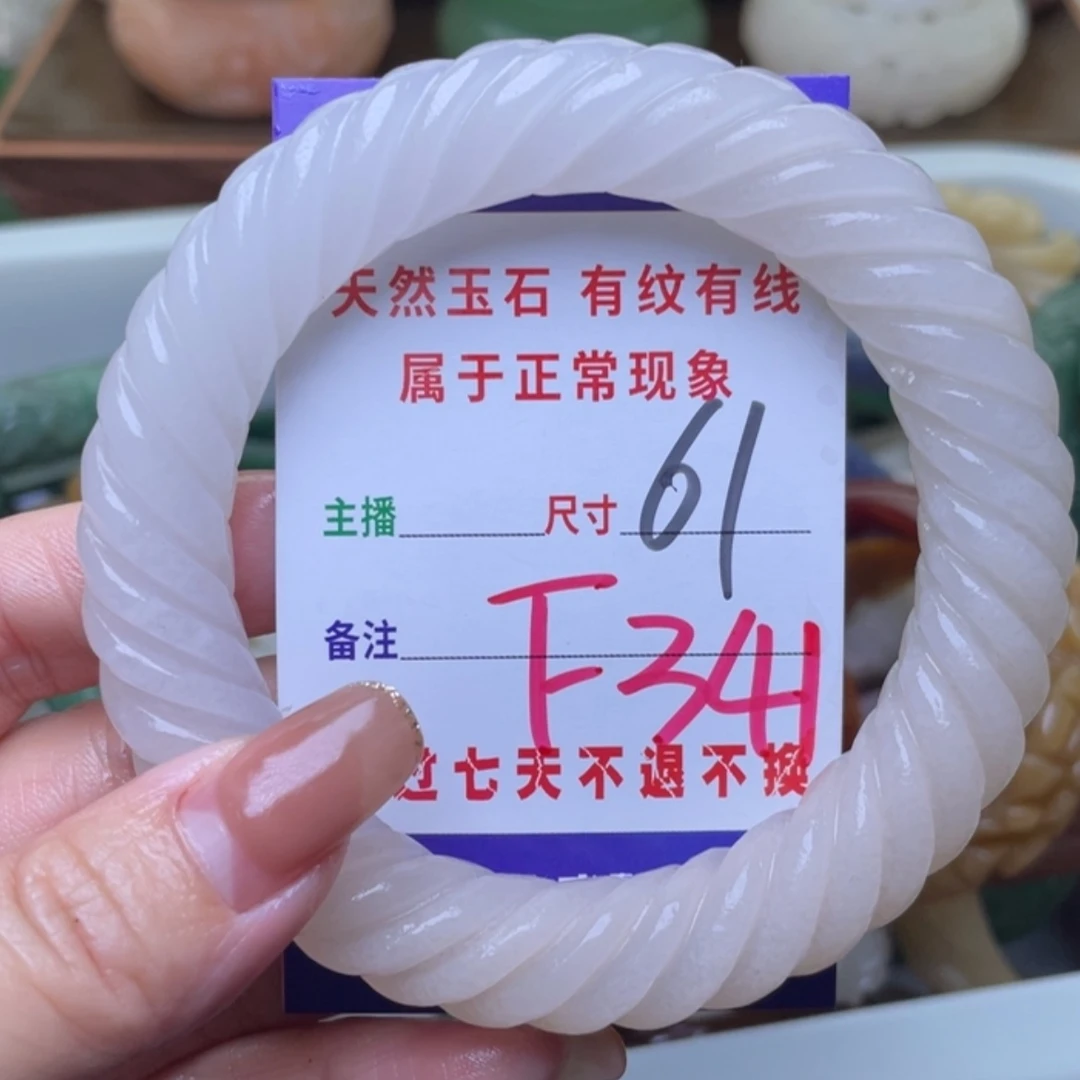 天然玉石 有纹有线
属于正常现象
主播 尺寸 61
备注 F34
过七天不退不换